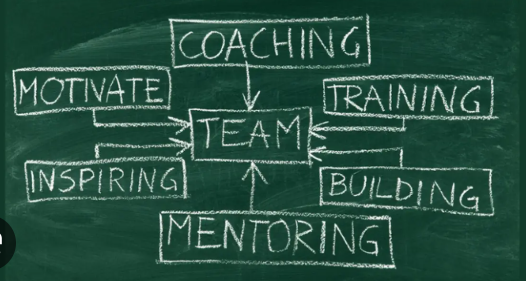 COACHING
MOTIVATE
TRAINING
TEAM
INSPIRING
BUILDING
MENTORING